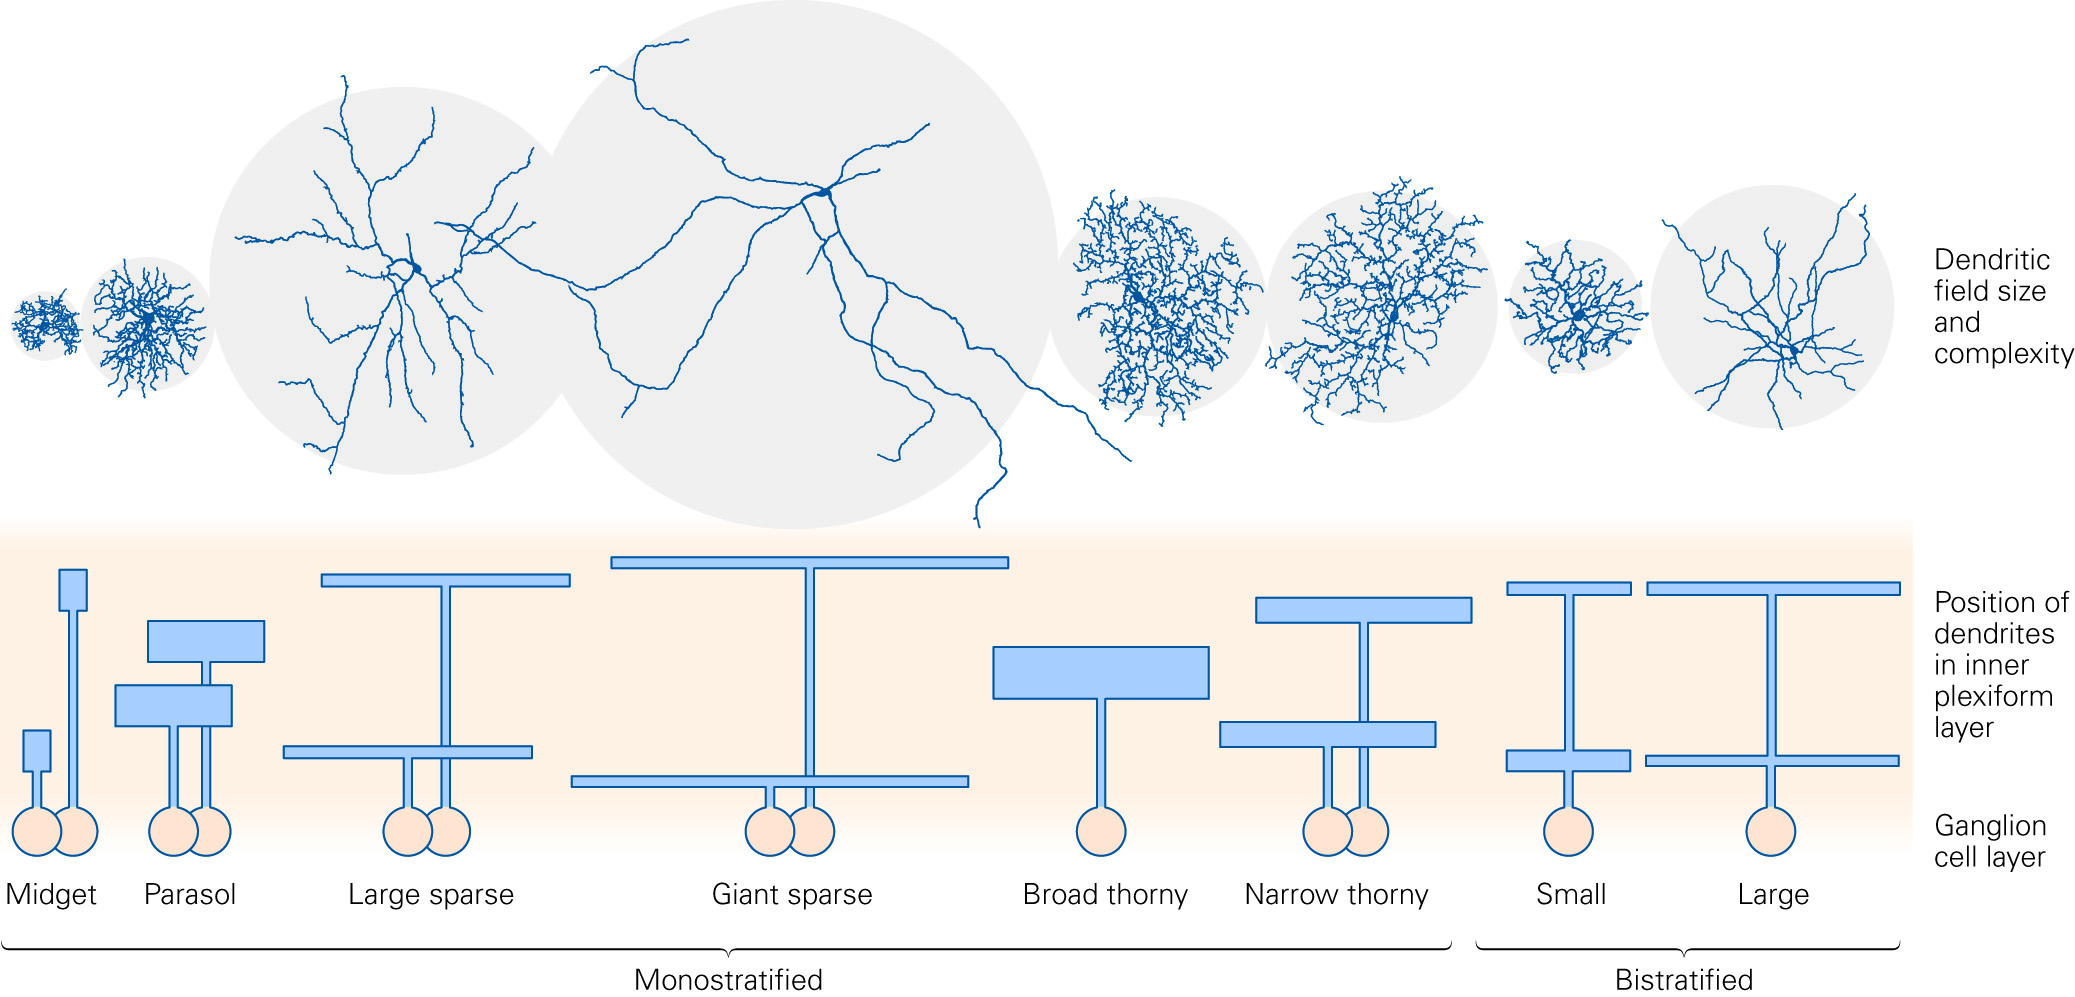 Dendritic
field size
and
complexity
Position of
dendrites
in inner
plexiform
layer
Ganglion
cell layer
Midget
Parasol
Large sparse
Giant sparse
Broad thorny
Narrow thorny
Small
Large
Monostratified
Bistratified